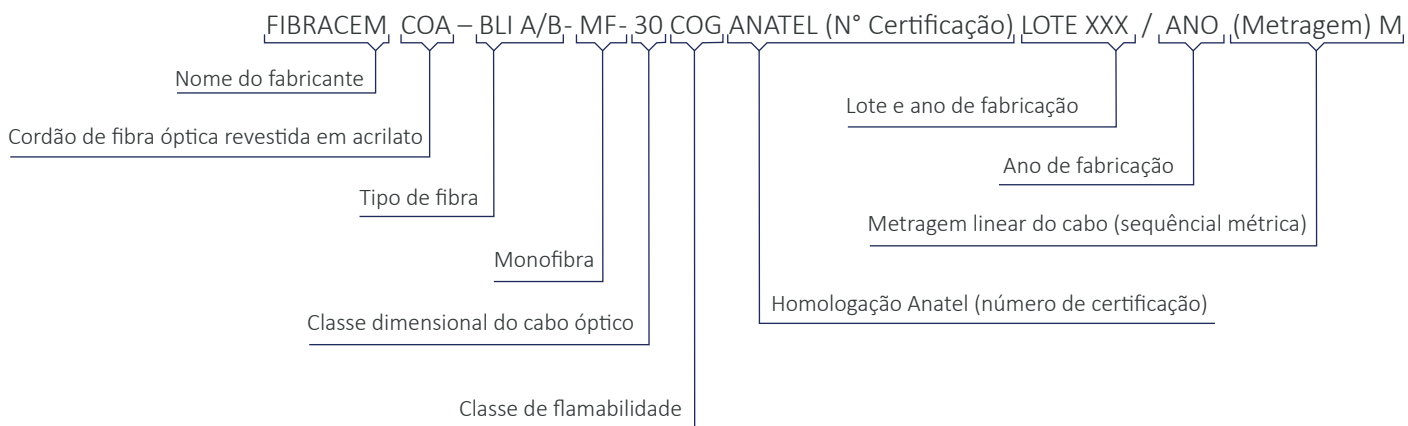 FIBRACEM COA – BLI A/B- MF- 30 COG ANATEL (N° Certificação) LOTE XXX / ANO (Metragem) M
Nome do fabricante
Lote e ano de fabricação
Cordão de fibra óptica revestida em acrilato
Ano de fabricação
Tipo de fibra
Metragem linear do cabo (sequêncial métrica)
Monofibra
Homologação Anatel (número de certificação)
Classe dimensional do cabo óptico
Classe de flamabilidade